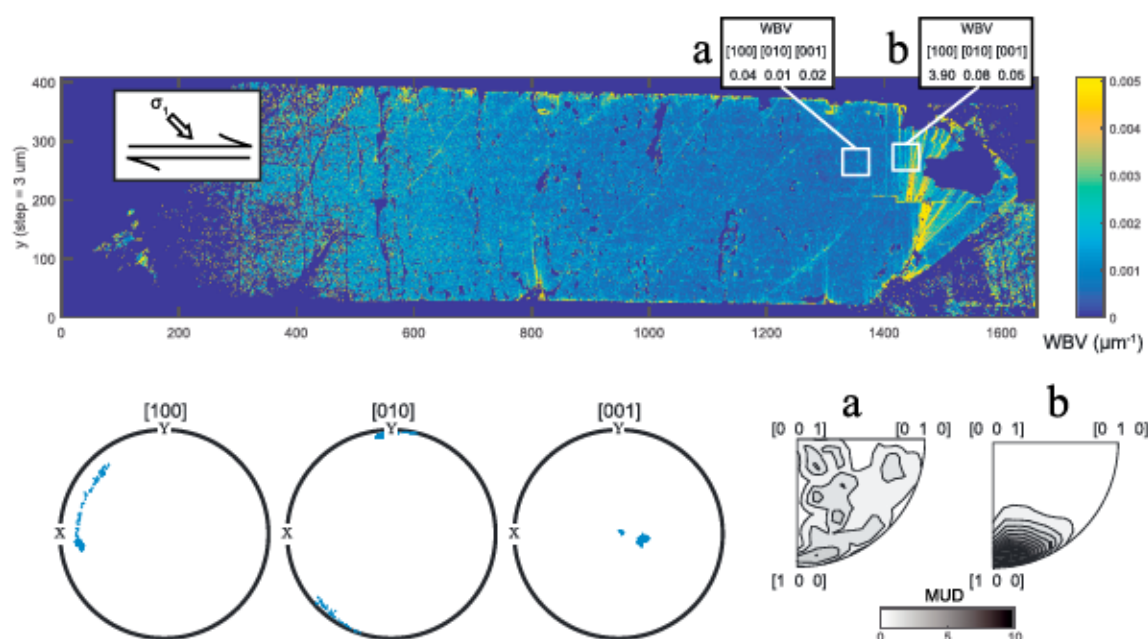 a
WBV
[100] [010] [001]
0.04 0.01 0.02
b
WBV
[100] [010] [001]
3.90 0.08 0.05
σ1
y (step = 3 um)
400
300
200
100
0
0 200 400 600 800 1000 1200 1400 1600
0.005
0.004
0.003
0.002
0.001
0
WBV (µm⁻¹)
[100] [010] [001]
Y Y Y
X X X
a b
[0 0 1] [0 1 0] [0 0 1] [0 1 0]
[1 0 0] [1 0 0]
MUD
0 5 10